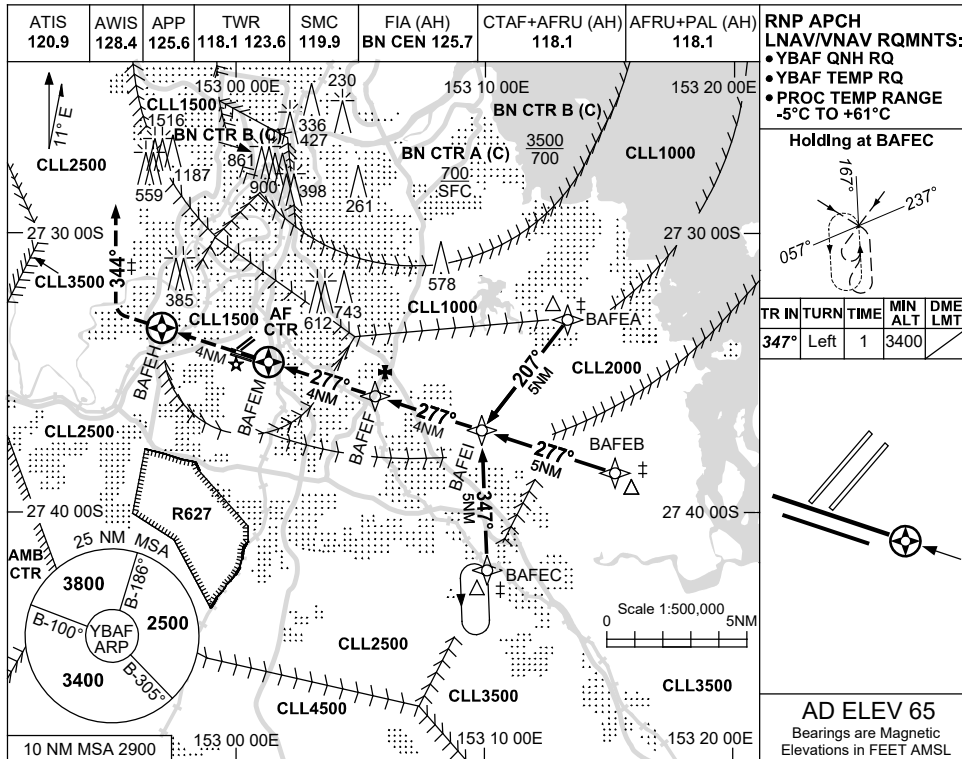 ATIS
120.9
AWIS
128.4
APP
125.6
TWR
118.1 123.6
SMC
119.9
FIA (AH)
BN CEN 125.7
CTAF+AFRU (AH)
118.1
AFRU+PAL (AH)
118.1
RNP APCH
LNAV/VNAV RQMNTS:
• YBAF QNH RQ
• YBAF TEMP RQ
• PROC TEMP RANGE
-5°C TO +61°C
Holding at BAFEC
167°
237°
057°
TR IN
TURN
TIME
MIN ALT
DME LMT
347°
Left
1
3400
11° E
153 00 00E
230
153 10 00E
153 20 00E
CLL1500
1516
336
427
BN CTR B (C)
BN CTR B (C)
3500
700
CLL2500
861
BN CTR A (C)
700
SFC
CLL1000
1187
559
900
398
261
27 30 00S
344°
‡
CLL3500
385
578
743
612
CLL1000
CLL1500
AF
CTR
BAFEA
‡
BAFEH
4NM
BAFEM
277°
4NM
BAFEF
277°
4NM
207°
5NM
CLL2000
BAFEI
277°
5NM
BAFEB
‡
CLL2500
R627
347°
5NM
27 40 00S
AMB
CTR
25 NM MSA
3800
B-186°
B-100°
YBAF
ARP
2500
B-305°
3400
BAFEC
‡
Scale 1:500,000
0
5NM
CLL2500
CLL3500
CLL3500
CLL4500
10 NM MSA 2900
153 00 00E
153 10 00E
153 20 00E
AD ELEV 65
Bearings are Magnetic
Elevations in FEET AMSL